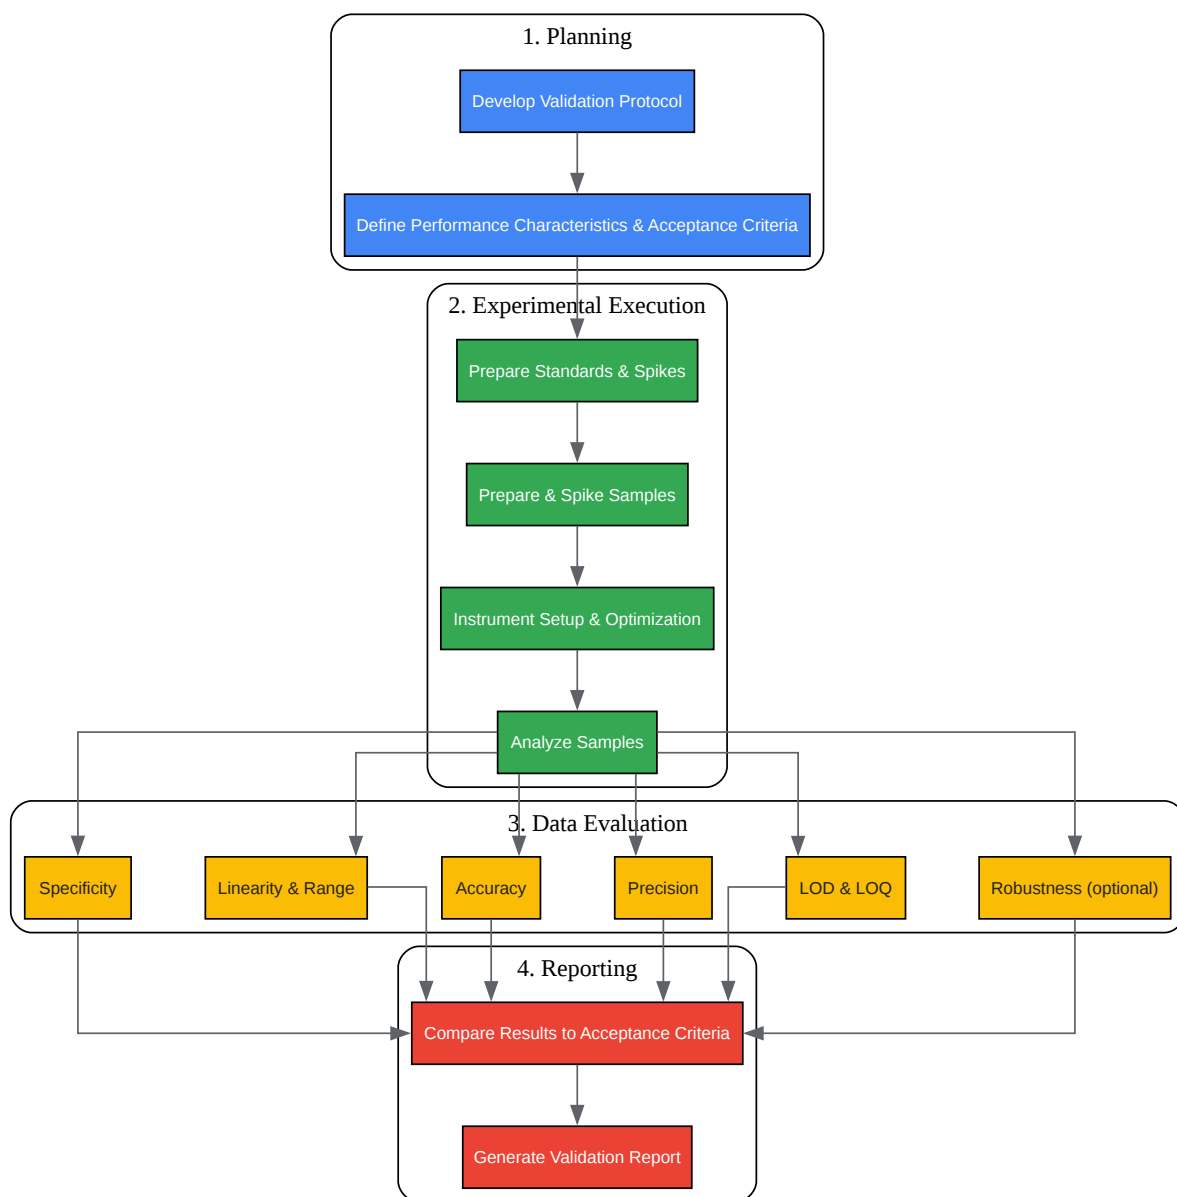 1. Planning
Develop Validation Protocol
Define Performance Characteristics & Acceptance Criteria
2. Experimental Execution
Prepare Standards & Spikes
Prepare & Spike Samples
Instrument Setup & Optimization
Analyze Samples
3. Data Evaluation
Specificity
Linearity & Range
Accuracy
Precision
LOD & LOQ
Robustness (optional)
4. Reporting
Compare Results to Acceptance Criteria
Generate Validation Report